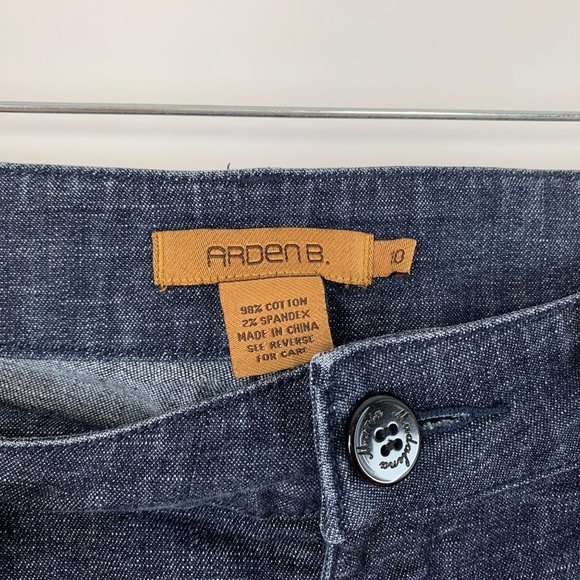 ARDEN B.
10
98% COTTON
2% SPANDEX
MADE IN CHINA
SEE REVERSE
FOR CARE